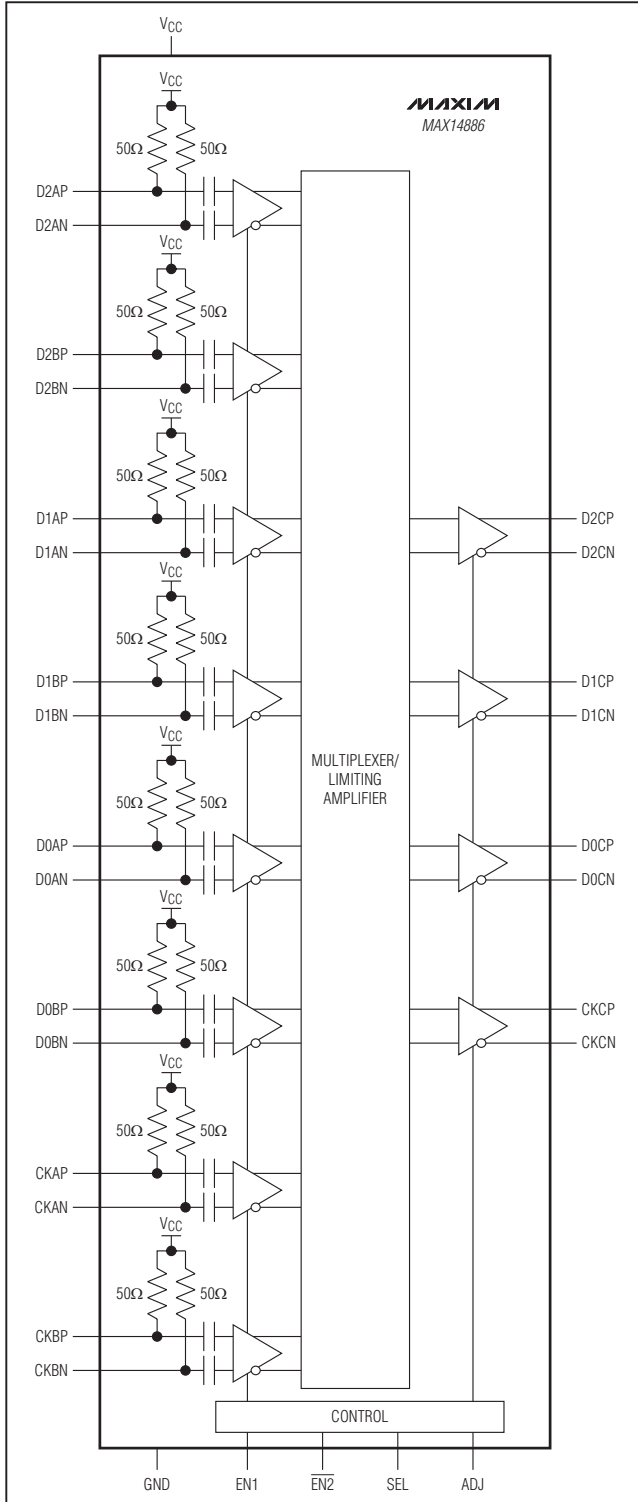 VCC
VCC
MAXIM
MAX14886
50Ω 50Ω
D2AP
D2AN
VCC
50Ω 50Ω
D2BP
D2BN
VCC
50Ω 50Ω
D1AP
D2CP
D1AN
D2CN
VCC
50Ω 50Ω
D1BP
D1CP
D1BN
D1CN
VCC
MULTIPLEXER/
LIMITING
AMPLIFIER
50Ω 50Ω
D0AP
D0CP
D0AN
D0CN
VCC
50Ω 50Ω
D0BP
CKCP
D0BN
CKCN
VCC
50Ω 50Ω
CKAP
CKAN
VCC
50Ω 50Ω
CKBP
CKBN
CONTROL
GND EN1 E̅N̅2̅ SEL ADJ